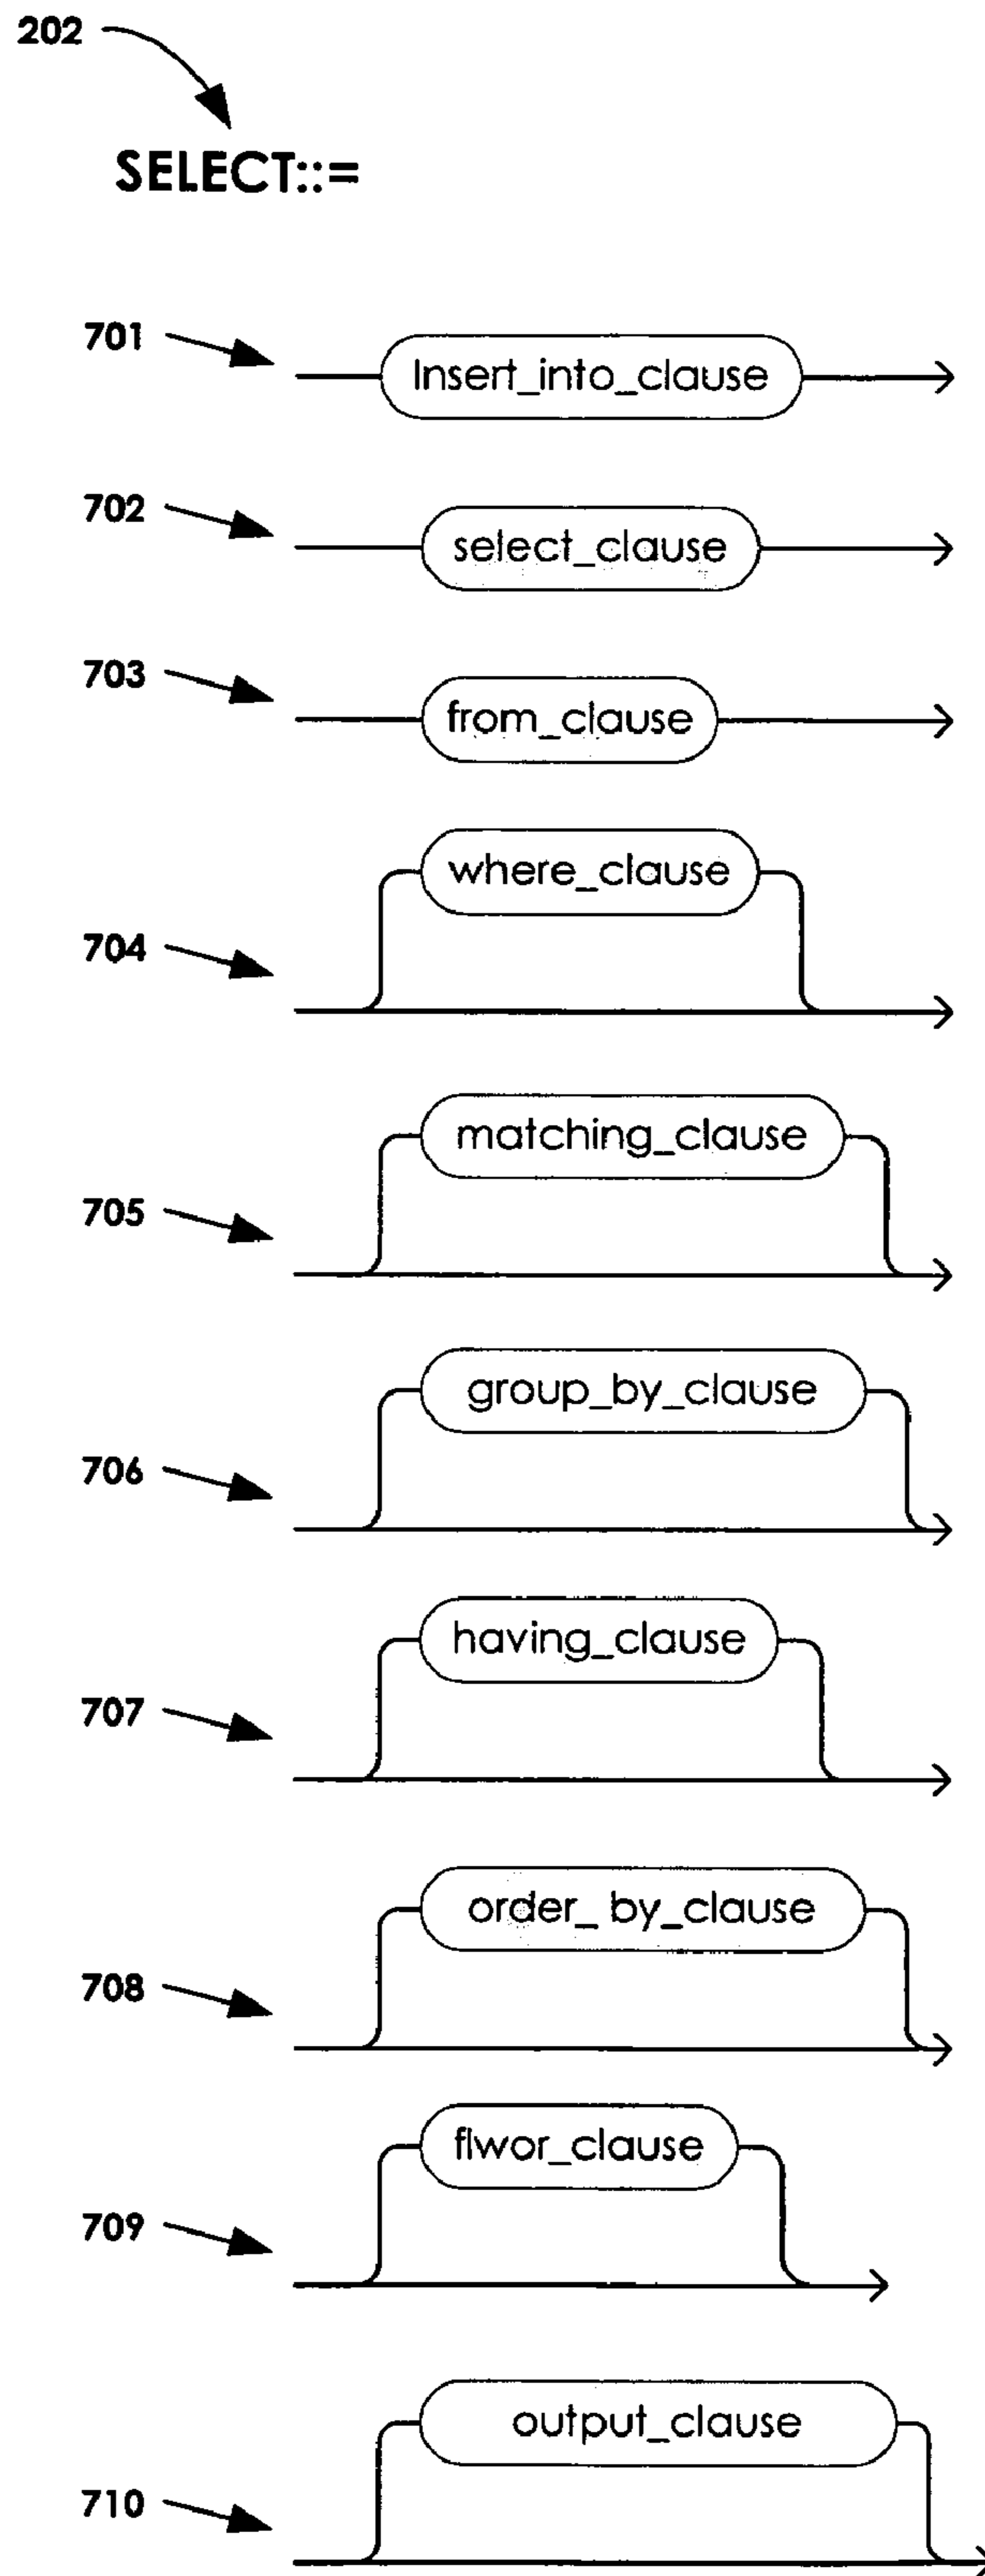 202
SELECT::=
701
Insert_into_clause
702
select_clause
703
from_clause
where_clause
704
matching_clause
705
group_by_clause
706
having_clause
707
order_ by_clause
708
flwor_clause
709
output_clause
710